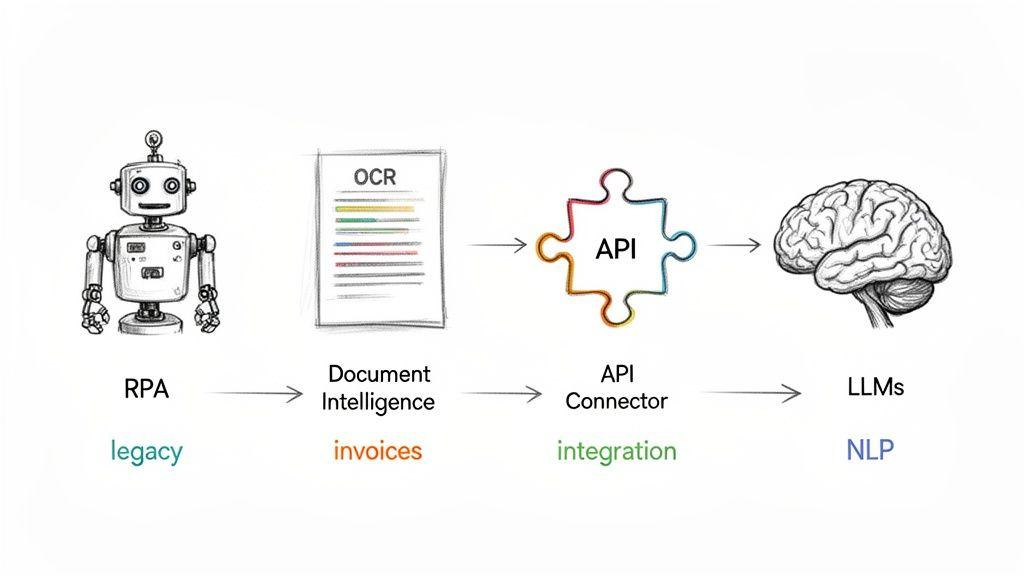 OCR
API
RPA
Document
Intelligence
API
Connector
LLMs
legacy
invoices
integration
NLP